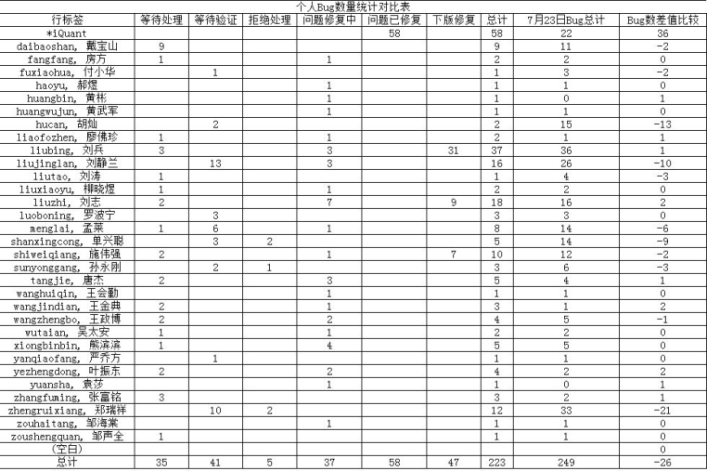 个人Bug数量统计对比表
行标签 等待处理 等待验证 拒绝处理 问题修复中 问题已修复 下版修复 总计 7月23日Bug总计 Bug数差值比较
*iQuant 58 58 22 36
daibaoshan, 戴宝山 9 9 11 -2
fangfang, 房方 1 1 2 2 0
fuxiaohua, 付小华 1 1 3 -2
haoyu, 郝煜 1 1 1 0
huangbin, 黄彬 1 1 0 1
huangwujun, 黄武军 1 1 1 0
hucan, 胡灿 2 2 15 -13
liaofozhen, 廖佛珍 1 1 2 1 1
liubing, 刘兵 3 3 31 37 36 1
liujinglan, 刘静兰 13 3 16 26 -10
liutao, 刘涛 1 1 4 -3
liuxiaoyu, 柳晓煜 1 1 2 2 0
liuzhi, 刘志 2 7 9 18 16 2
luoboning, 罗波宁 3 3 3 0
menglai, 孟莱 1 6 1 8 14 -6
shanxingcong, 单兴聪 3 2 5 14 -9
shiweiqiang, 施伟强 2 1 7 10 12 -2
sunyonggang, 孙永刚 2 1 3 6 -3
tangjie, 唐杰 2 3 5 4 1
wanghuiqin, 王会勤 1 1 1 0
wangjindian, 王金典 2 1 3 1 2
wangzhengbo, 王政博 2 2 4 5 -1
wutaian, 吴太安 1 1 2 2 0
xiongbinbin, 熊滨滨 1 4 5 5 0
yanqiaofang, 严乔方 1 1 1 0
yezhengdong, 叶振东 2 2 4 2 2
yuansha, 袁莎 1 1 0 1
zhangfuming, 张富铭 3 3 2 1
zhengruixiang, 郑瑞祥 10 2 12 33 -21
zouhaitang, 邹海棠 1 1 1 0
zoushengquan, 邹声全 1 1 1 0
(空白) 0
总计 35 41 5 37 58 47 223 249 -26